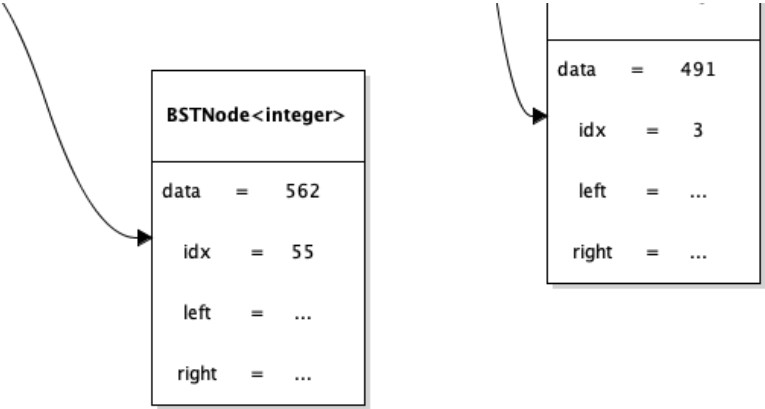 BSTNode<integer>
data = 562
idx = 55
left = ...
right = ...
data = 491
idx = 3
left = ...
right = ...